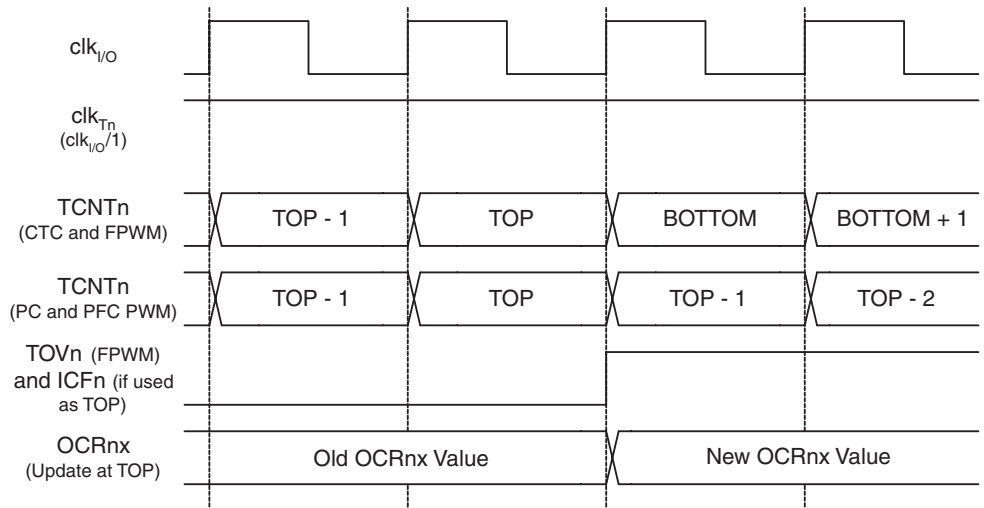 clkI/O
clkTn
(clkI/O/1)
TCNTn
(CTC and FPWM)
TOP - 1 TOP BOTTOM BOTTOM + 1
TCNTn
(PC and PFC PWM)
TOP - 1 TOP TOP - 1 TOP - 2
TOVn (FPWM)
and ICFn (if used
as TOP)
OCRnx
(Update at TOP)
Old OCRnx Value New OCRnx Value